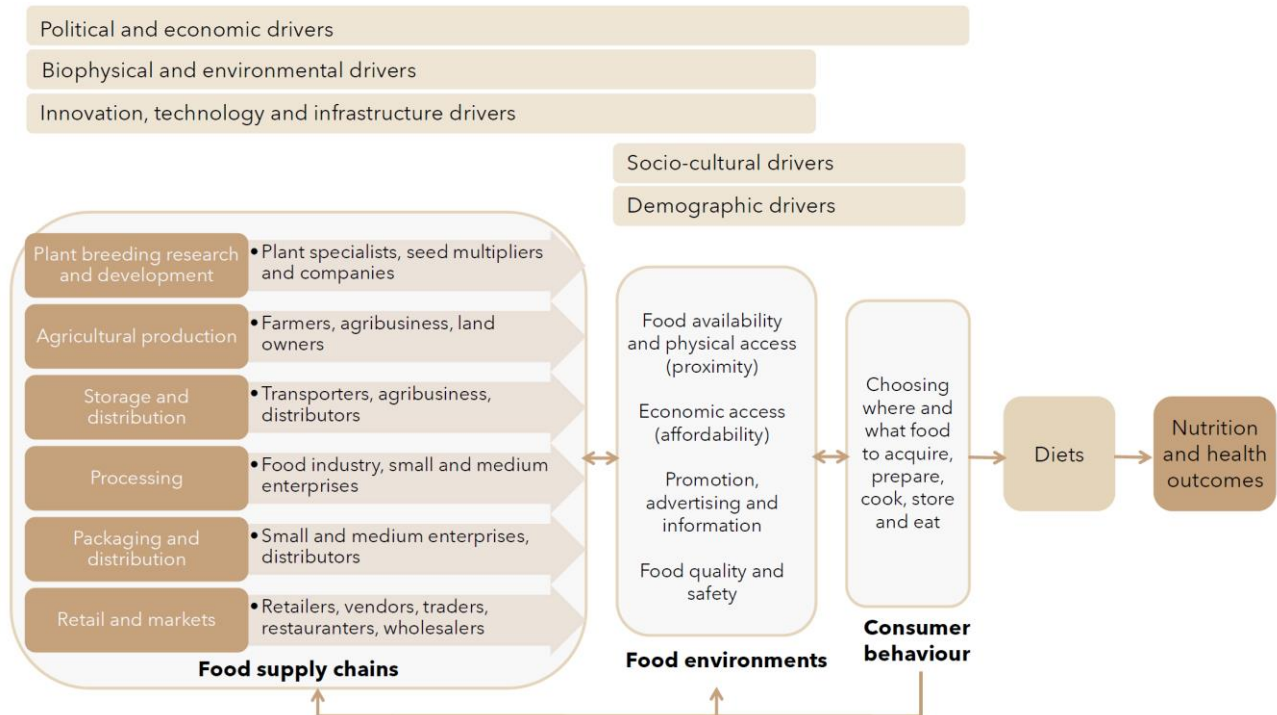 Political and economic drivers
Biophysical and environmental drivers
Innovation, technology and infrastructure drivers
Socio-cultural drivers
Demographic drivers
Plant breeding research
and development
• Plant specialists, seed multipliers
and companies
Agricultural production
• Farmers, agribusiness, land
owners
Storage and
distribution
• Transporters, agribusiness,
distributors
Processing
• Food industry, small and medium
enterprises
Packaging and
distribution
• Small and medium enterprises,
distributors
Retail and markets
• Retailers, vendors, traders,
restauranters, wholesalers
Food supply chains
Food availability
and physical access
(proximity)
Economic access
(affordability)
Promotion,
advertising and
information
Food quality and
safety
Food environments
Choosing
where and
what food
to acquire,
prepare,
cook, store
and eat
Consumer
behaviour
Diets
Nutrition
and health
outcomes